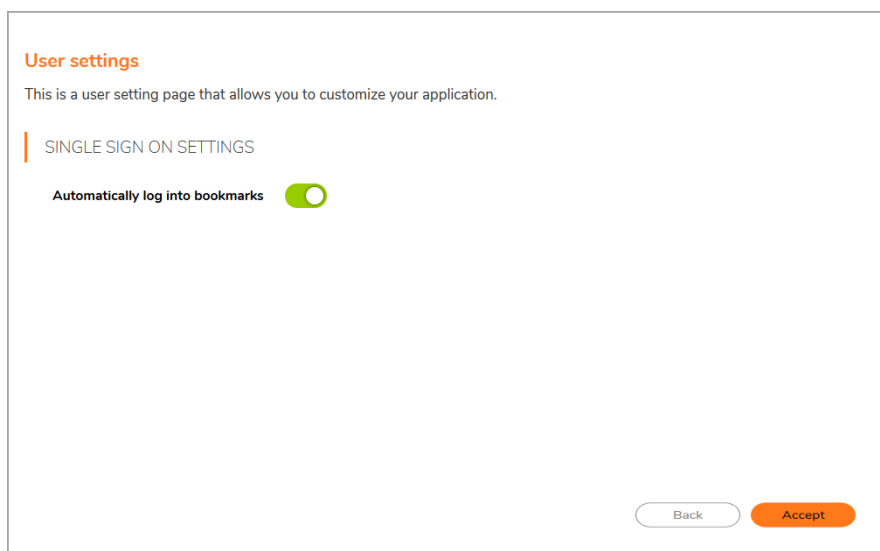 User settings
This is a user setting page that allows you to customize your application.
SINGLE SIGN ON SETTINGS
Automatically log into bookmarks
Back
Accept